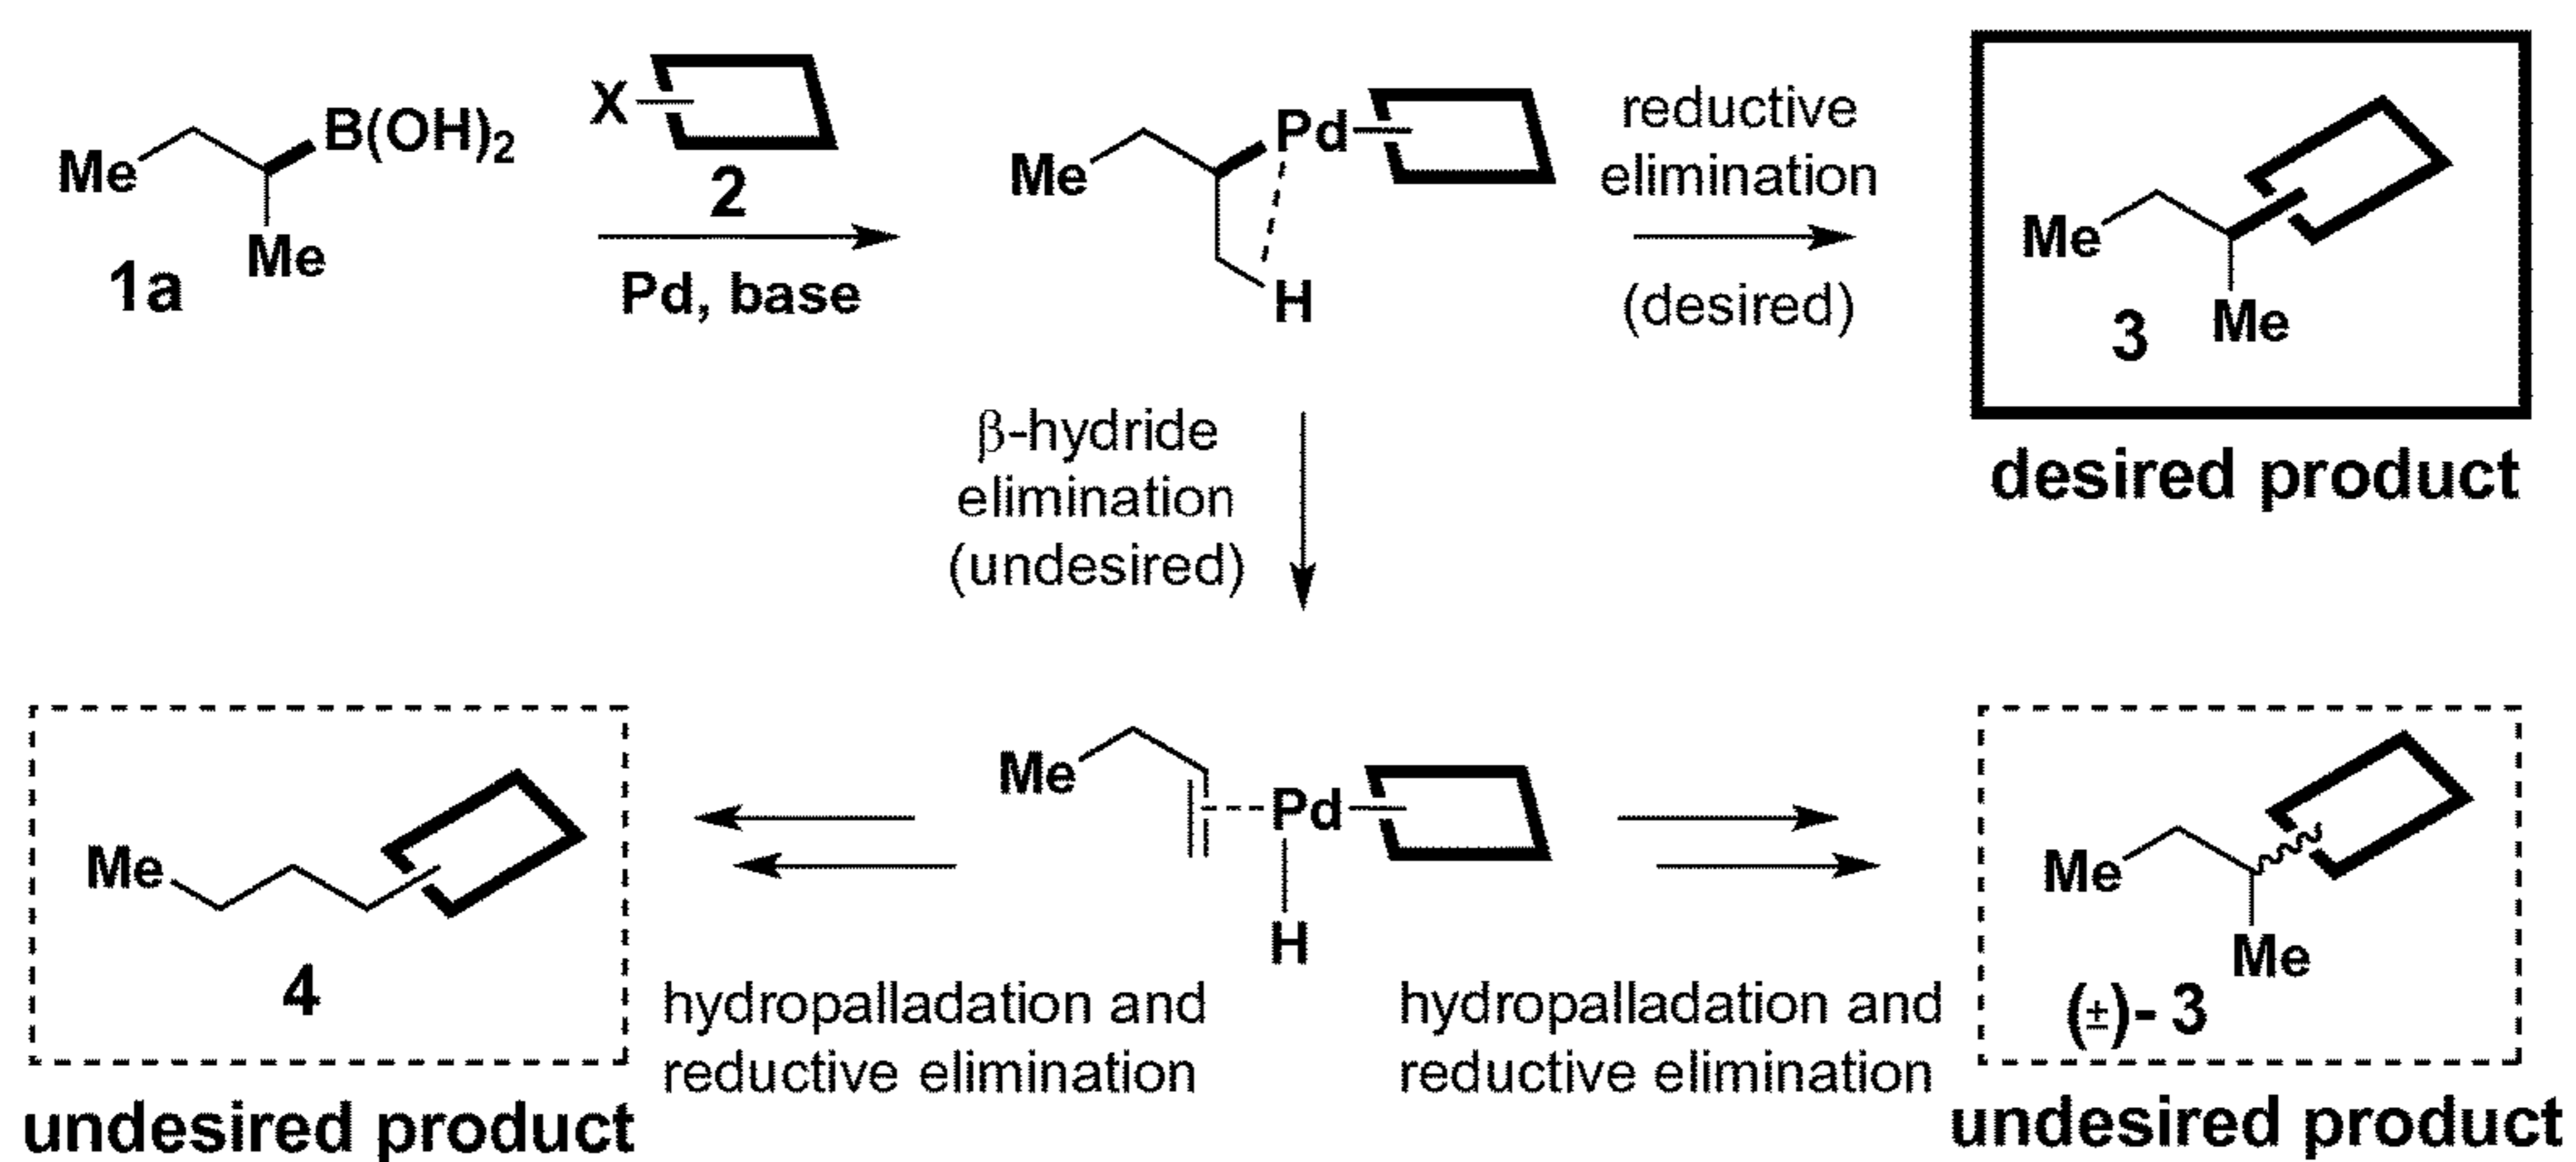 Me
B(OH)2
Me
1a
X
2
Pd, base
Me
Pd
H
reductive
elimination
(desired)
Me
Me
3
desired product
β-hydride
elimination
(undesired)
Me
4
undesired product
Me
Pd
H
hydropalladation and
reductive elimination
hydropalladation and
reductive elimination
Me
Me
(±)- 3
undesired product